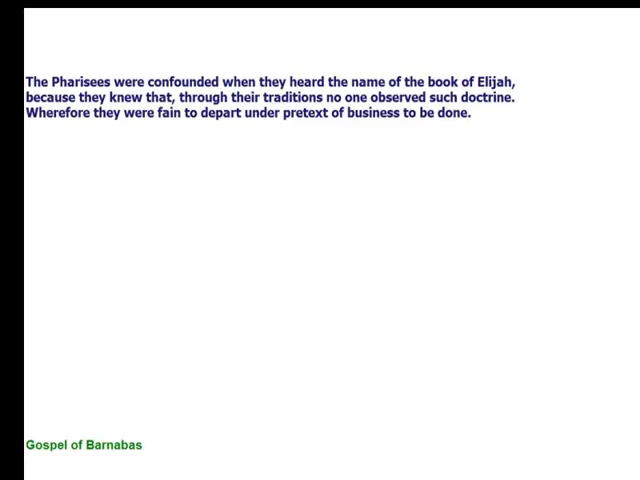 The Pharisees were confounded when they heard the name of the book of Elijah,
because they knew that, through their traditions no one observed such doctrine.
Wherefore they were fain to depart under pretext of business to be done.
Gospel of Barnabas